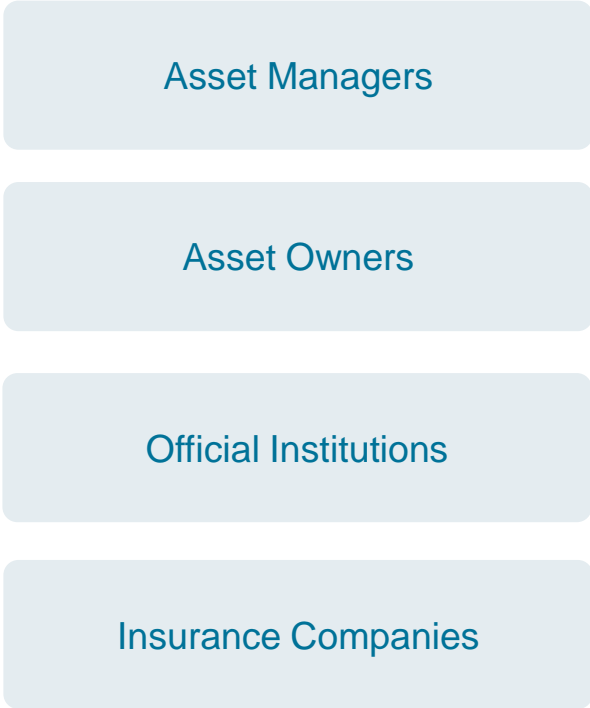 Asset Managers
Asset Owners
Official Institutions
Insurance Companies